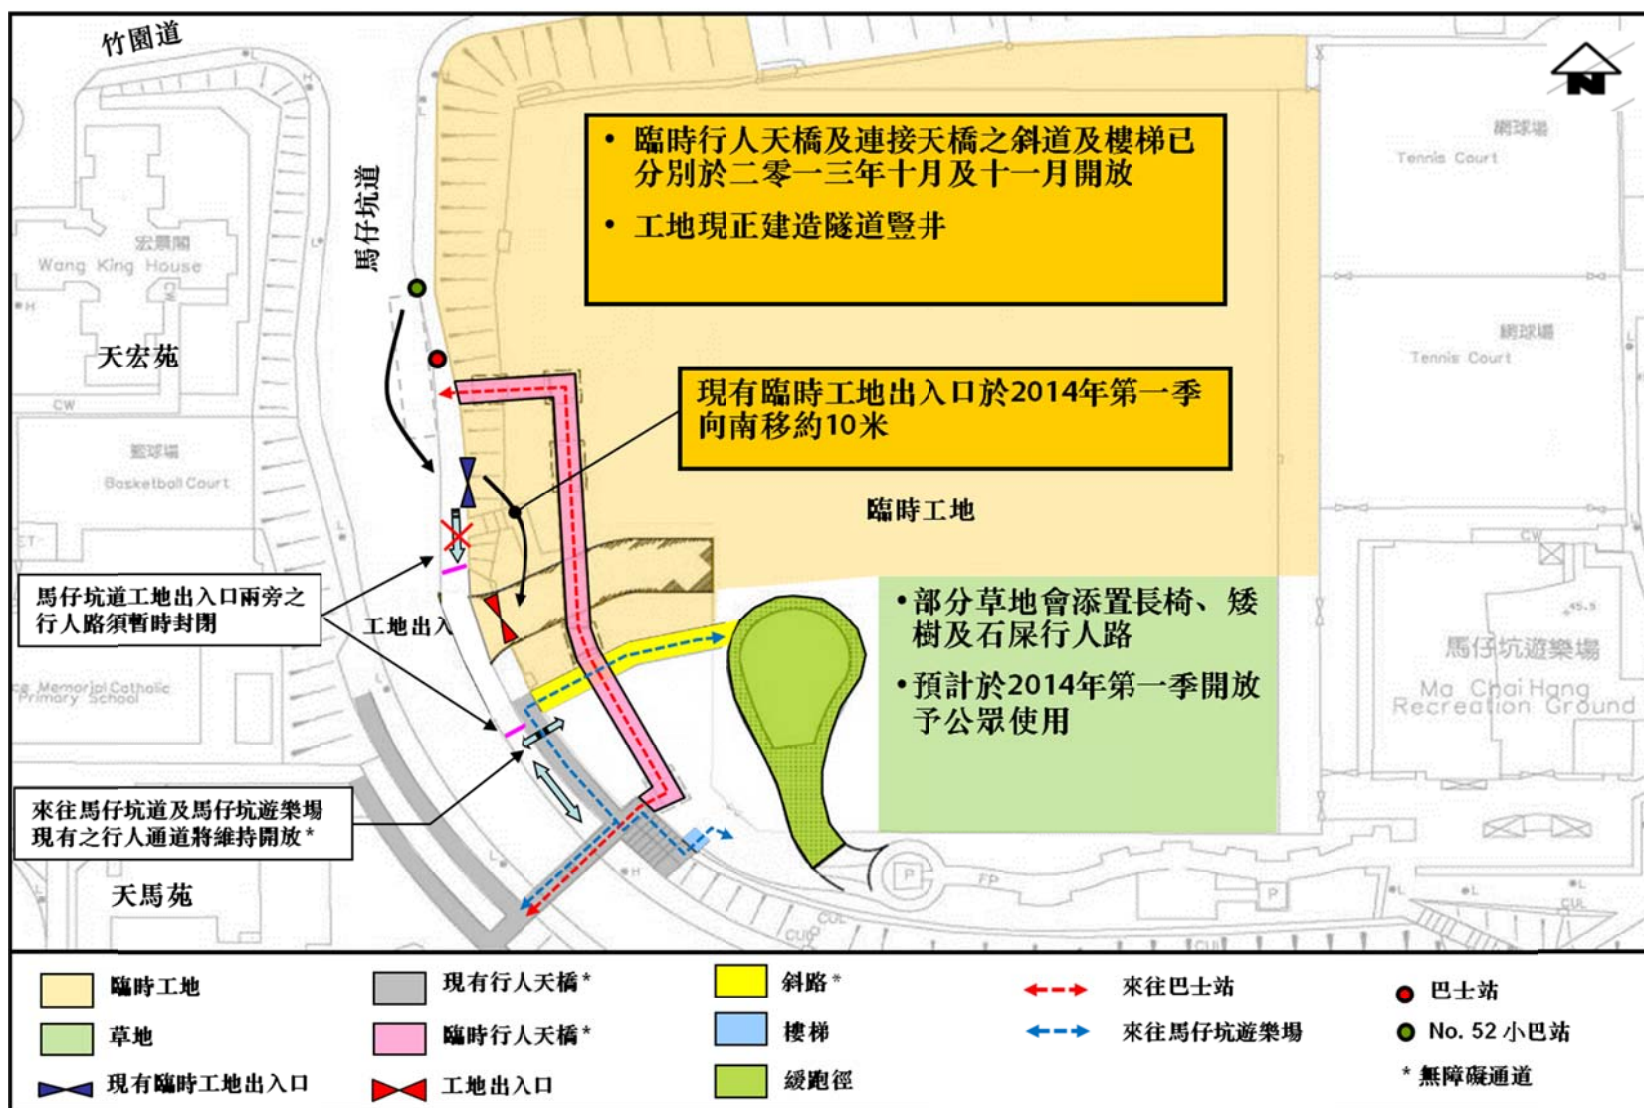 竹園道
N
馬仔坑道
• 臨時行人天橋及連接天橋之斜道及樓梯已
分別於二零一三年十月及十一月開放
• 工地現正建造隧道豎井
網球場
Tennis Court
宏景閣
Wang King House
CW
H
L
天宏苑
網球場
Tennis Court
CW
籃球場
Basketball Court
現有臨時工地出入口於2014年第一季
向南移約10米
臨時工地
CW
馬仔坑道工地出入口兩旁之
行人路須暫時封閉
工地出入
• 部分草地會添置長椅、矮
樹及石屎行人路
• 預計於2014年第一季開放
予公眾使用
45.5
馬仔坑遊樂場
Ma Chai Hang
Recreation Ground
Memorial Catholic
Primary School
來往馬仔坑道及馬仔坑遊樂場
現有之行人通道將維持開放*
天馬苑
P
FP
P
L
L
L
CUL
CUL
CUL
CUL
臨時工地
現有行人天橋*
斜路*
來往巴士站
巴士站
草地
臨時行人天橋*
樓梯
來往馬仔坑遊樂場
No. 52 小巴站
現有臨時工地出入口
工地出入口
緩跑徑
* 無障礙通道